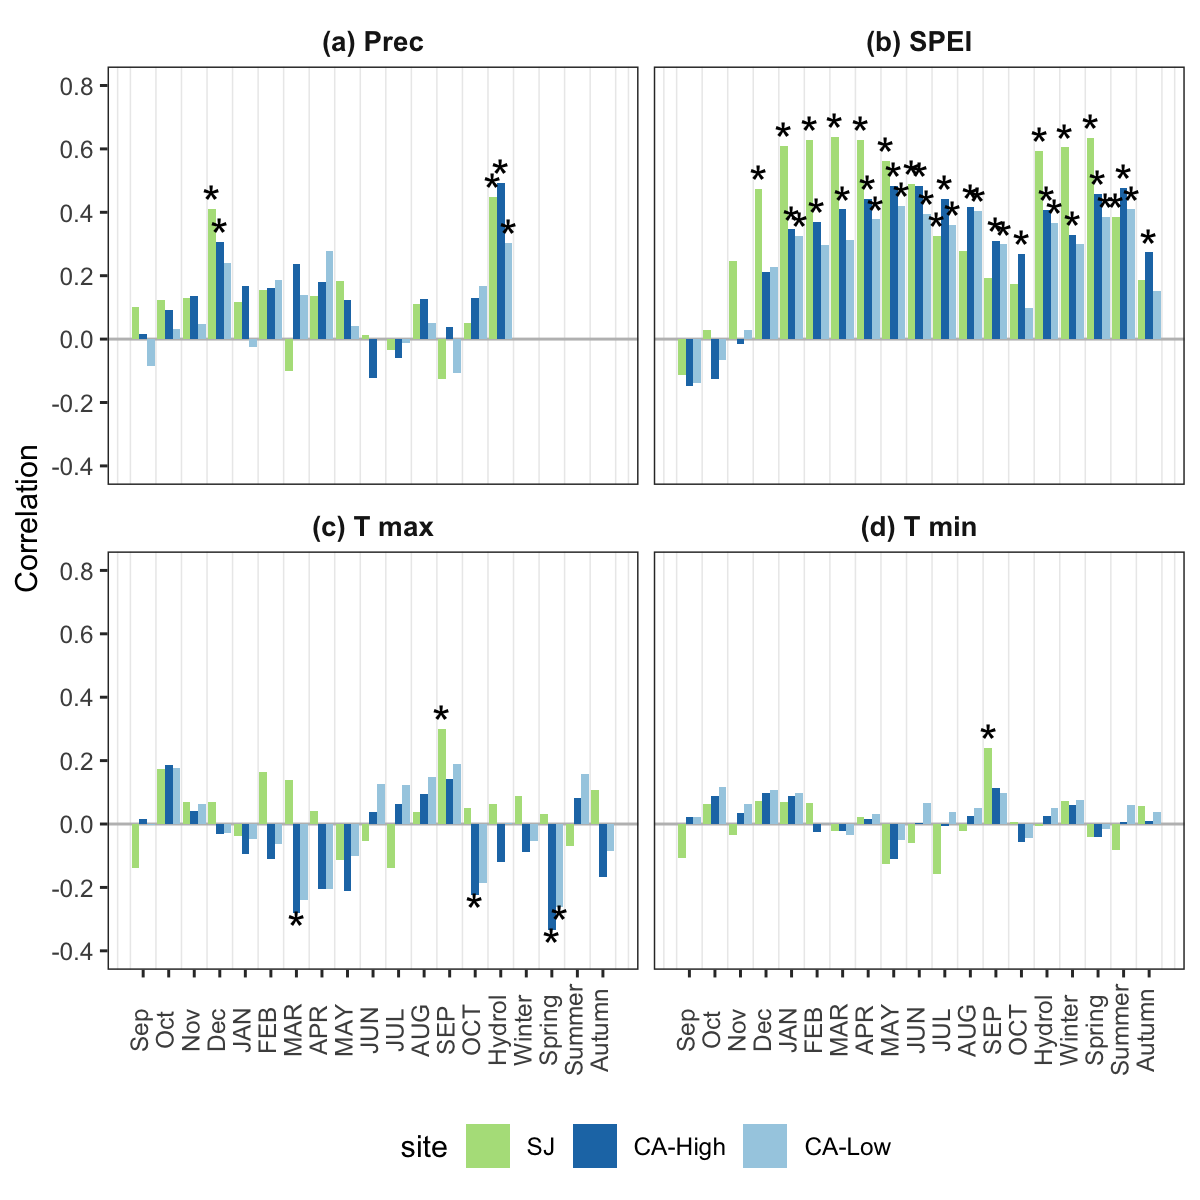 (a) Prec
(b) SPEI
0.8
0.6
0.4
0.2
0.0
-0.2
-0.4
* * * * *
* * * * * * * * * * * * * * * * * * * * * * * * * * * * * * * * * * * * *
Correlation
(c) T max
(d) T min
0.8
0.6
0.4
0.2
0.0
-0.2
-0.4
* * * * *
*
Sep Oct Nov Dec JAN FEB MAR APR MAY JUN JUL AUG SEP OCT Hydrol Winter Spring Summer Autumn
Sep Oct Nov Dec JAN FEB MAR APR MAY JUN JUL AUG SEP OCT Hydrol Winter Spring Summer Autumn
site SJ CA-High CA-Low